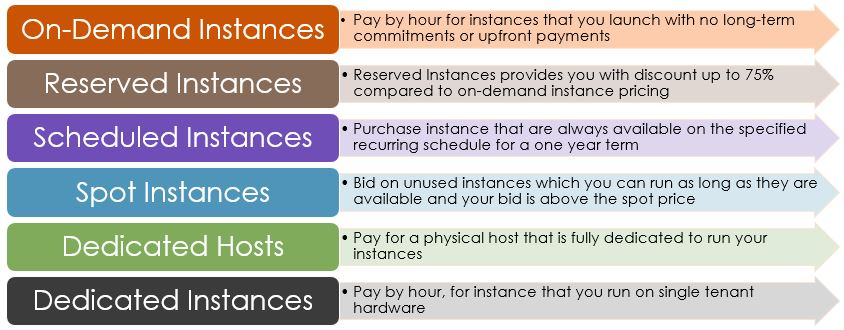 On-Demand Instances
• Pay by hour for instances that you launch with no long-term
commitments or upfront payments
Reserved Instances
• Reserved Instances provides you with discount up to 75%
compared to on-demand instance pricing
Scheduled Instances
• Purchase instance that are always available on the specified
recurring schedule for a one year term
Spot Instances
• Bid on unused instances which you can run as long as they are
available and your bid is above the spot price
Dedicated Hosts
• Pay for a physical host that is fully dedicated to run your
instances
Dedicated Instances
• Pay by hour, for instance that you run on single tenant
hardware